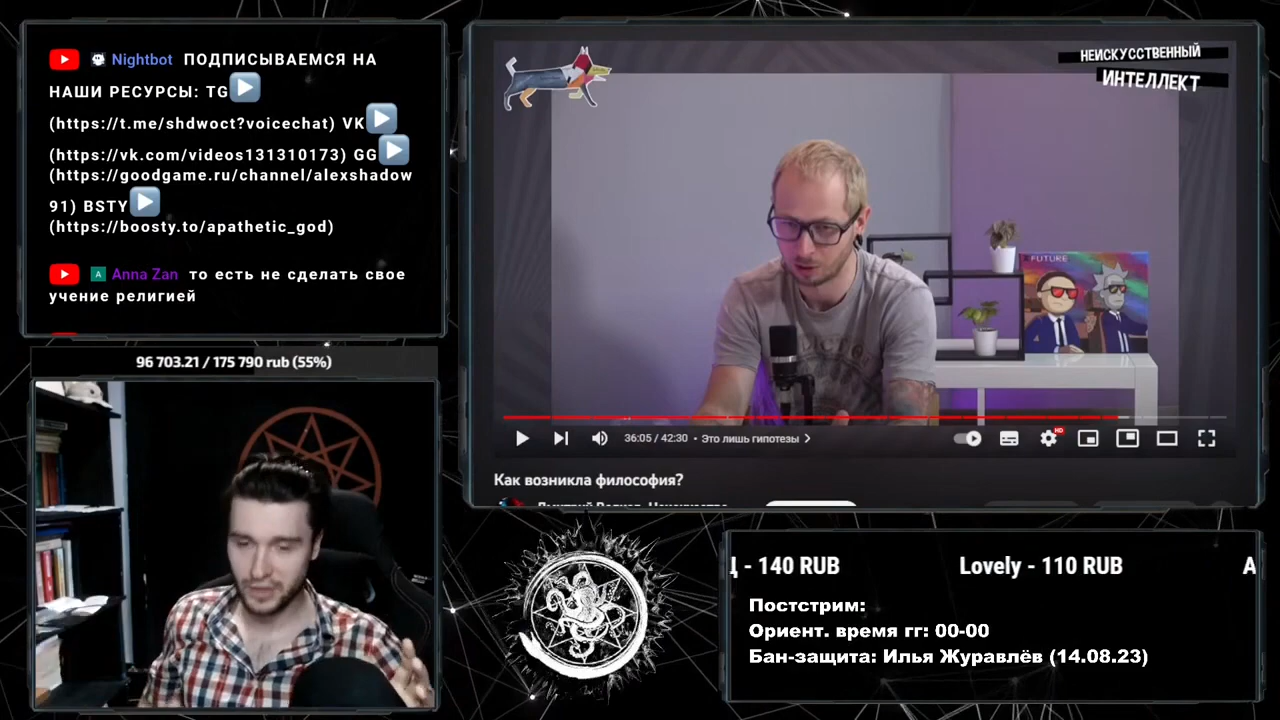 Nightbot ПОДПИСЫВАЕМСЯ НА
НАШИ РЕСУРСЫ: TG
(https://t.me/shdwoct?voicechat) VK
(https://vk.com/videos131310173) GG
(https://goodgame.ru/channel/alexshadow
91) BSTY
(https://boosty.to/apathetic_god)
A Anna Zan то есть не сделать свое
учение религией
96 703.21 / 175 790 rub (55%)
НЕИСКУССТВЕННЫЙ
ИНТЕЛЛЕКТ
FUTURE
36:05 / 42:30 • Это лишь гипотезы
HD
Как возникла философия?
- 140 RUB
Lovely - 110 RUB
А
Постстрим:
Ориент. время гг: 00-00
Бан-защита: Илья Журавлёв (14.08.23)